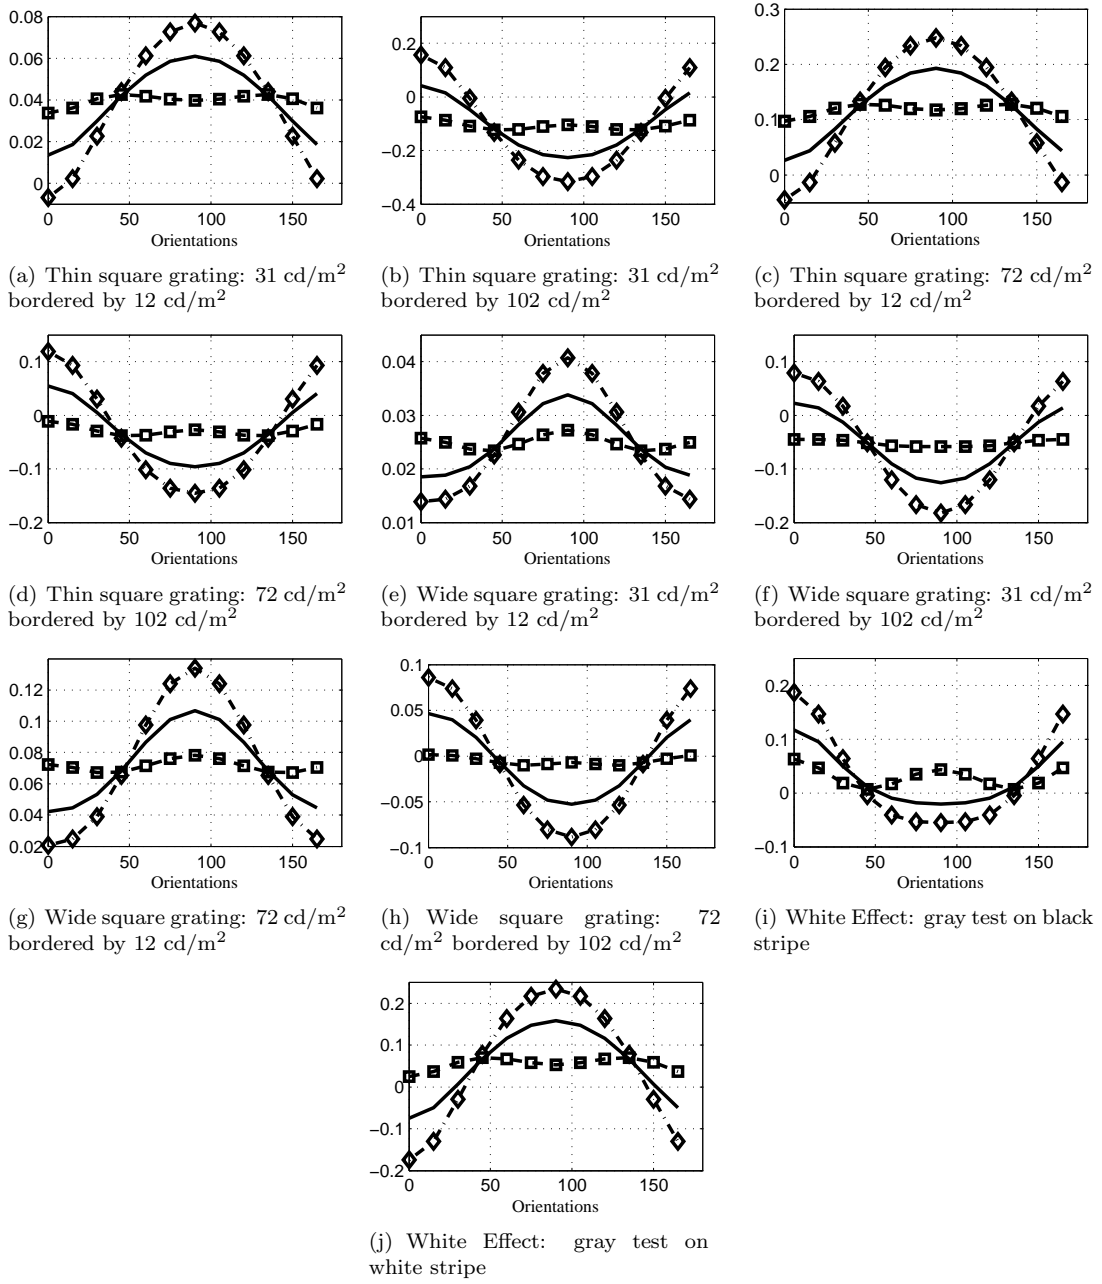 0.08
0.06
0.04
0.02
0
0 50 100 150
Orientations
(a) Thin square grating: 31 cd/m²
bordered by 12 cd/m²
0.2
0
−0.2
−0.4
0 50 100 150
Orientations
(b) Thin square grating: 31 cd/m²
bordered by 102 cd/m²
0.3
0.2
0.1
0
0 50 100 150
Orientations
(c) Thin square grating: 72 cd/m²
bordered by 12 cd/m²
0.1
0
−0.1
−0.2
0 50 100 150
Orientations
(d) Thin square grating: 72 cd/m²
bordered by 102 cd/m²
0.04
0.03
0.02
0.01
0 50 100 150
Orientations
(e) Wide square grating: 31 cd/m²
bordered by 12 cd/m²
0.1
0
−0.1
−0.2
0 50 100 150
Orientations
(f) Wide square grating: 31 cd/m²
bordered by 102 cd/m²
0.12
0.1
0.08
0.06
0.04
0.02
0 50 100 150
Orientations
(g) Wide square grating: 72 cd/m²
bordered by 12 cd/m²
0.1
0.05
0
−0.05
−0.1
0 50 100 150
Orientations
(h) Wide square grating: 72
cd/m² bordered by 102 cd/m²
0.2
0.1
0
−0.1
0 50 100 150
Orientations
(i) White Effect: gray test on black
stripe
0.2
0.1
0
−0.1
−0.2
0 50 100 150
Orientations
(j) White Effect: gray test on
white stripe